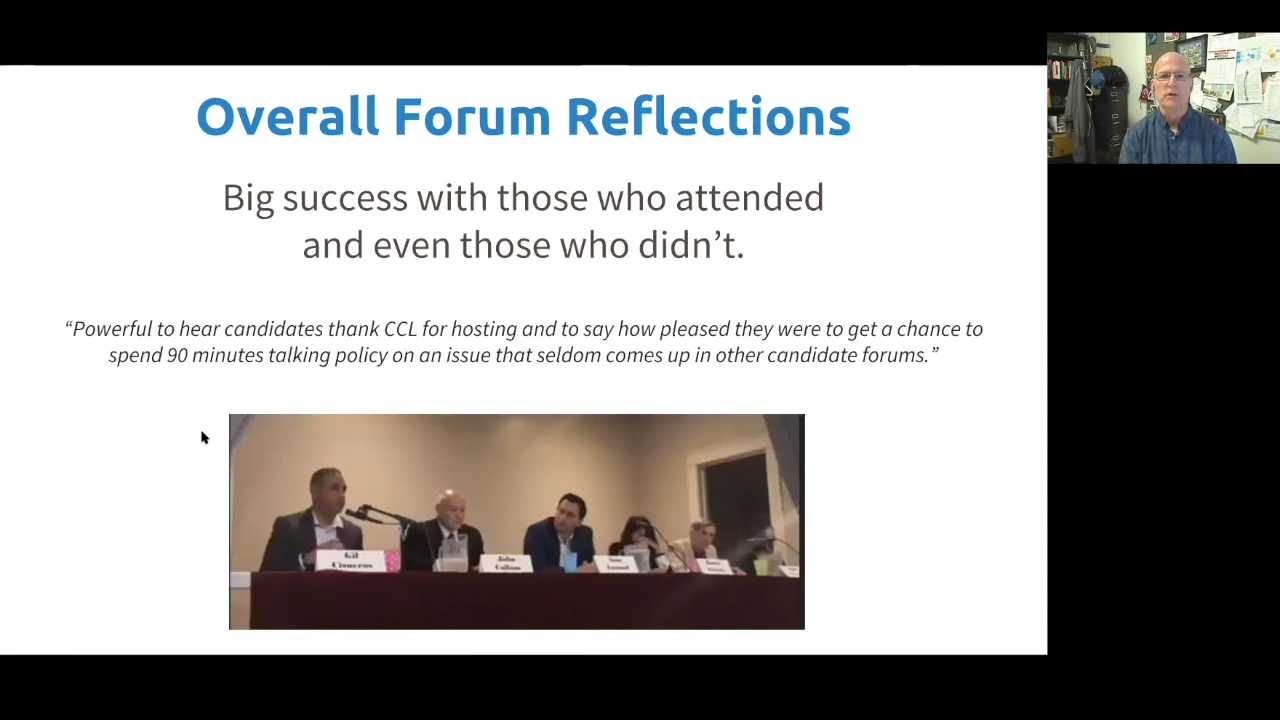 Overall Forum Reflections
Big success with those who attended
and even those who didn’t.
“Powerful to hear candidates thank CCL for hosting and to say how pleased they were to get a chance to
spend 90 minutes talking policy on an issue that seldom comes up in other candidate forums.”
Gil
Cisneros
John